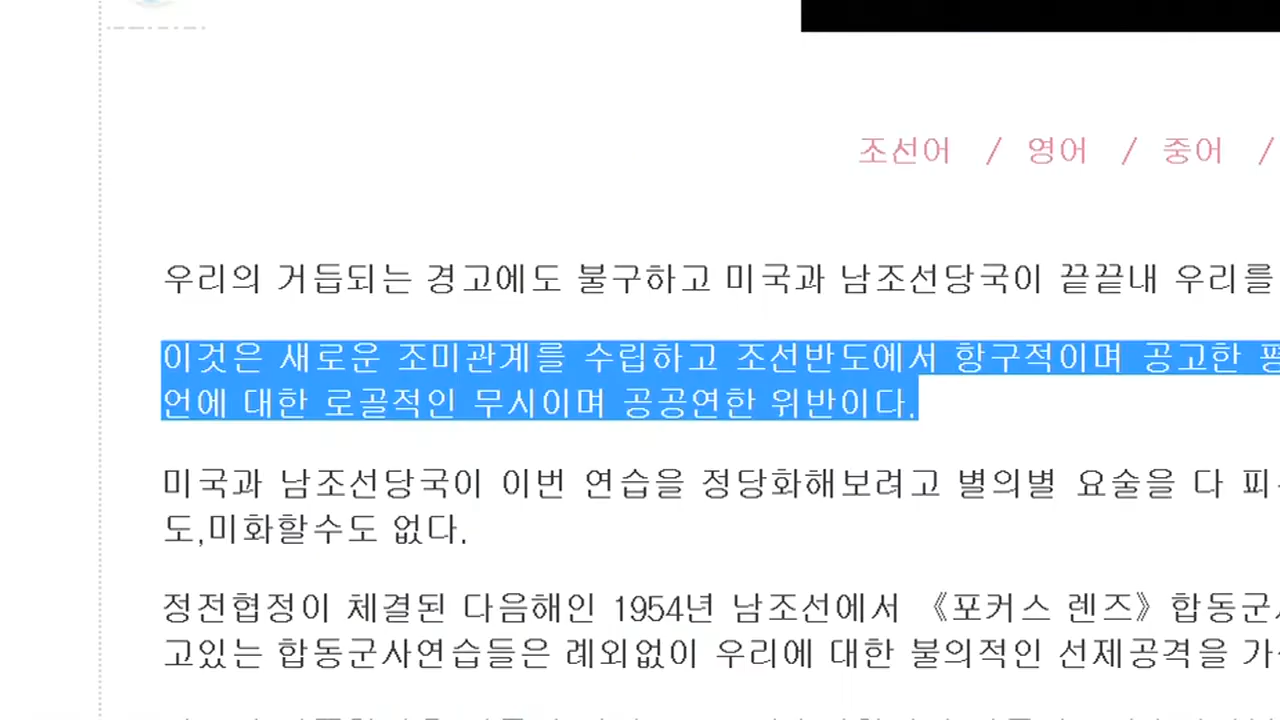 조선어 / 영어 / 중어 /
우리의 거듭되는 경고에도 불구하고 미국과 남조선당국이 끝끝내 우리를
이것은 새로운 조미관계를 수립하고 조선반도에서 항구적이며 공고한
언에 대한 로골적인 무시이며 공공연한 위반이다.
미국과 남조선당국이 이번 연습을 정당화해보려고 별의별 요술을 다
도,미화할수도 없다.
정전협정이 체결된 다음해인 1954년 남조선에서 《포커스 렌즈》합동군
고있는 합동군사연습들은 례외없이 우리에 대한 불의적인 선제공격을